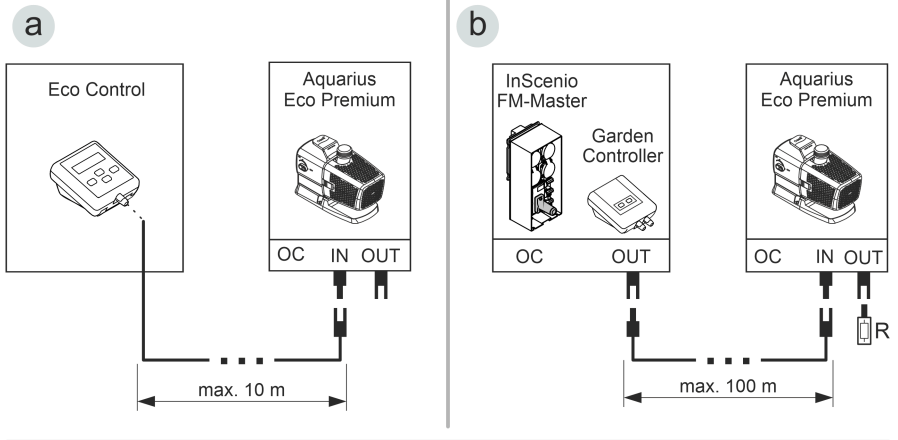 a
Eco Control
Aquarius
Eco Premium
OC IN OUT
max. 10 m
b
InScenio
FM-Master
Garden
Controller
OC OUT
Aquarius
Eco Premium
OC IN OUT
R
max. 100 m